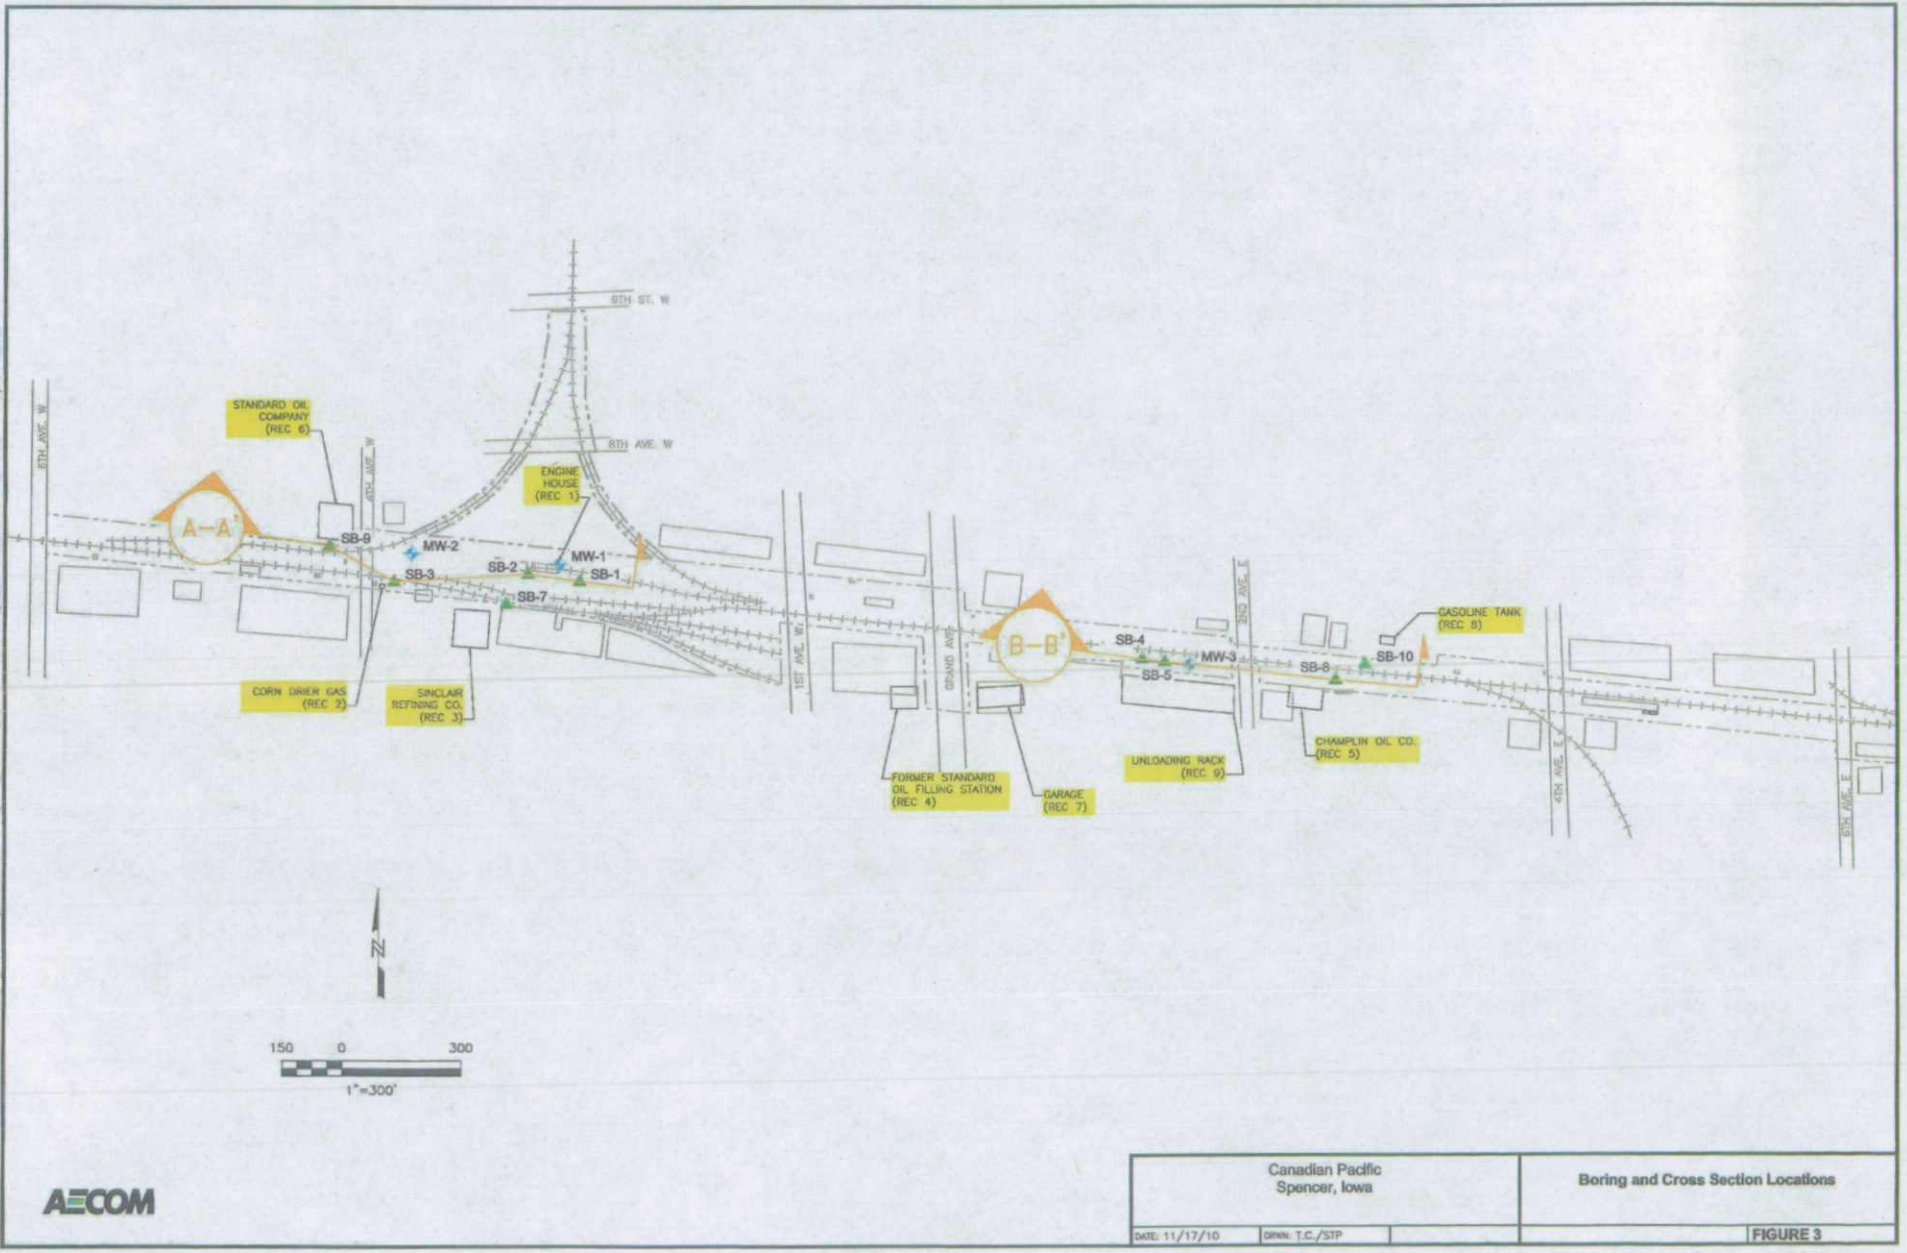 9TH ST. W
STANDARD OIL
COMPANY
(REC 6)
6TH AVE. W
4TH AVE. W
8TH AVE. W
ENGINE
HOUSE
(REC 1)
A-A'
SB-9
MW-2
SB-3
SB-2
MW-1
SB-1
SB-7
CORN DRIER GAS
(REC 2)
SINCLAIR
REFINING CO.
(REC 3)
1ST AVE. W.
GRAND AVE.
B-B'
2ND AVE. E
SB-4
SB-5
MW-3
SB-8
SB-10
GASOLINE TANK
(REC 8)
FORMER STANDARD
OIL FILLING STATION
(REC 4)
GARAGE
(REC 7)
UNLOADING RACK
(REC 9)
CHAMPLIN OIL CO.
(REC 5)
4TH AVE. E
6TH AVE. E
N
150 0 300
1"=300'
AECOM
Canadian Pacific
Spencer, Iowa
Boring and Cross Section Locations
DATE: 11/17/10
DRWN: T.C./STP
FIGURE 3